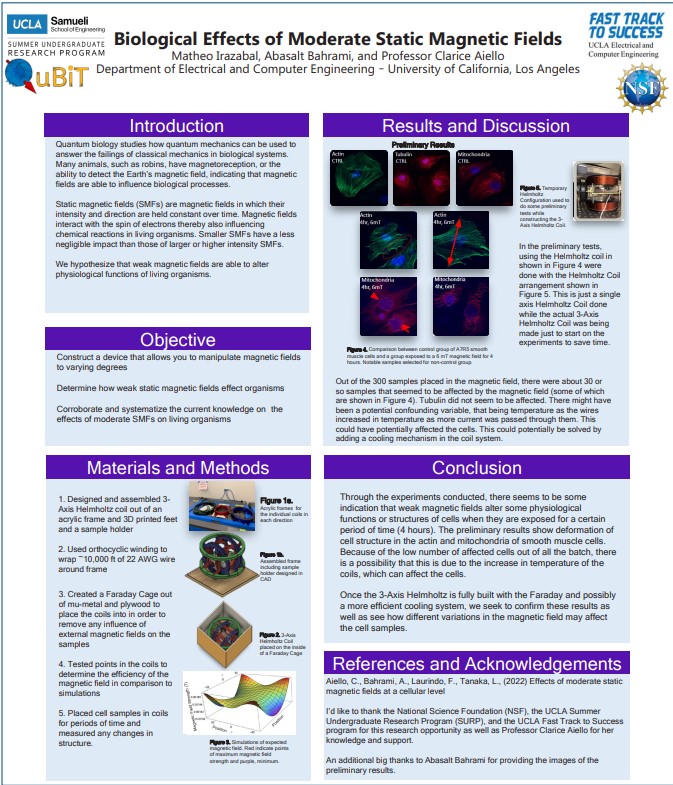 UCLA Samueli
School of Engineering
SUMMER UNDERGRADUATE
RESEARCH PROGRAM
QuBiT
Biological Effects of Moderate Static Magnetic Fields
Matheo Irazabal, Abasalt Bahrami, and Professor Clarice Aiello
Department of Electrical and Computer Engineering - University of California, Los Angeles
FAST TRACK
TO SUCCESS
UCLA Electrical and
Computer Engineering
NSF
Introduction
Quantum biology studies how quantum mechanics can be used to
answer the failings of classical mechanics in biological systems.
Many animals, such as robins, have magnetoreception, or the
ability to detect the Earth's magnetic field, indicating that magnetic
fields are able to influence biological processes.
Static magnetic fields (SMFs) are magnetic fields in which their
intensity and direction are held constant over time. Magnetic fields
interact with the spin of electrons thereby also influencing
chemical reactions in living organisms. Smaller SMFs have a less
negligible impact than those of larger or higher intensity SMFs.
We hypothesize that weak magnetic fields are able to alter
physiological functions of living organisms.
Objective
Construct a device that allows you to manipulate magnetic fields
to varying degrees
Determine how weak static magnetic fields effect organisms
Corroborate and systematize the current knowledge on the
effects of moderate SMFs on living organisms
Materials and Methods
1. Designed and assembled 3-
Axis Helmholtz coil out of an
acrylic frame and 3D printed feet
and a sample holder
2. Used orthocyclic winding to
wrap ~10,000 ft of 22 AWG wire
around frame
3. Created a Faraday Cage out
of mu-metal and plywood to
place the coils into in order to
remove any influence of
external magnetic fields on the
samples
4. Tested points in the coils to
determine the efficiency of the
magnetic field in comparison to
simulations
5. Placed cell samples in coils
for periods of time and
measured any changes in
structure.
Figure 1a.
Acrylic frames for
the individual coils in
each direction
Figure 1b.
Assembled frame
including sample
holder designed in
CAD
Figure 2. 3-Axis
Helmholtz Coil
placed on the inside
of a Faraday Cage
Position
Position
Figure 3. Simulations of expected
magnetic field. Red indicate points
of maximum magnetic field
strength and purple, minimum.
Results and Discussion
Preliminary Results
Actin
CTRL
Tubulin
CTRL
Mitochondria
CTRL
Actin
4hr, 6mT
Actin
4hr, 6mT
Mitochondria
4hr, 6mT
Mitochondria
4hr, 6mT
Figure 4. Comparison between control group of A7R5 smooth
muscle cells and a group exposed to a 6 mT magnetic field for 4
hours. Notable samples selected for non-control group.
Figure 5. Temporary
Helmholtz
Configuration used to
do some preliminary
tests while
constructing the 3-
Axis Helmholtz Coil.
In the preliminary tests,
using the Helmholtz coil in
shown in Figure 4 were
done with the Helmholtz Coil
arrangement shown in
Figure 5. This is just a single
axis Helmholtz Coil done
while the actual 3-Axis
Helmholtz Coil was being
made just to start on the
experiments to save time.
Out of the 300 samples placed in the magnetic field, there were about 30 or
so samples that seemed to be affected by the magnetic field (some of which
are shown in Figure 4). Tubulin did not seem to be affected. There might have
been a potential confounding variable, that being temperature as the wires
increased in temperature as more current was passed through them. This
could have potentially affected the cells. This could potentially be solved by
adding a cooling mechanism in the coil system.
Conclusion
Through the experiments conducted, there seems to be some
indication that weak magnetic fields alter some physiological
functions or structures of cells when they are exposed for a certain
period of time (4 hours). The preliminary results show deformation of
cell structure in the actin and mitochondria of smooth muscle cells.
Because of the low number of affected cells out of all the batch, there
is a possibility that this is due to the increase in temperature of the
coils, which can affect the cells.
Once the 3-Axis Helmholtz is fully built with the Faraday and possibly
a more efficient cooling system, we seek to confirm these results as
well as see how different variations in the magnetic field may affect
the cell samples.
References and Acknowledgements
Aiello, C., Bahrami, A., Laurindo, F., Tanaka, L., (2022) Effects of moderate static
magnetic fields at a cellular level
I'd like to thank the National Science Foundation (NSF), the UCLA Summer
Undergraduate Research Program (SURP), and the UCLA Fast Track to Success
program for this research opportunity as well as Professor Clarice Aiello for her
knowledge and support.
An additional big thanks to Abasalt Bahrami for providing the images of the
preliminary results.